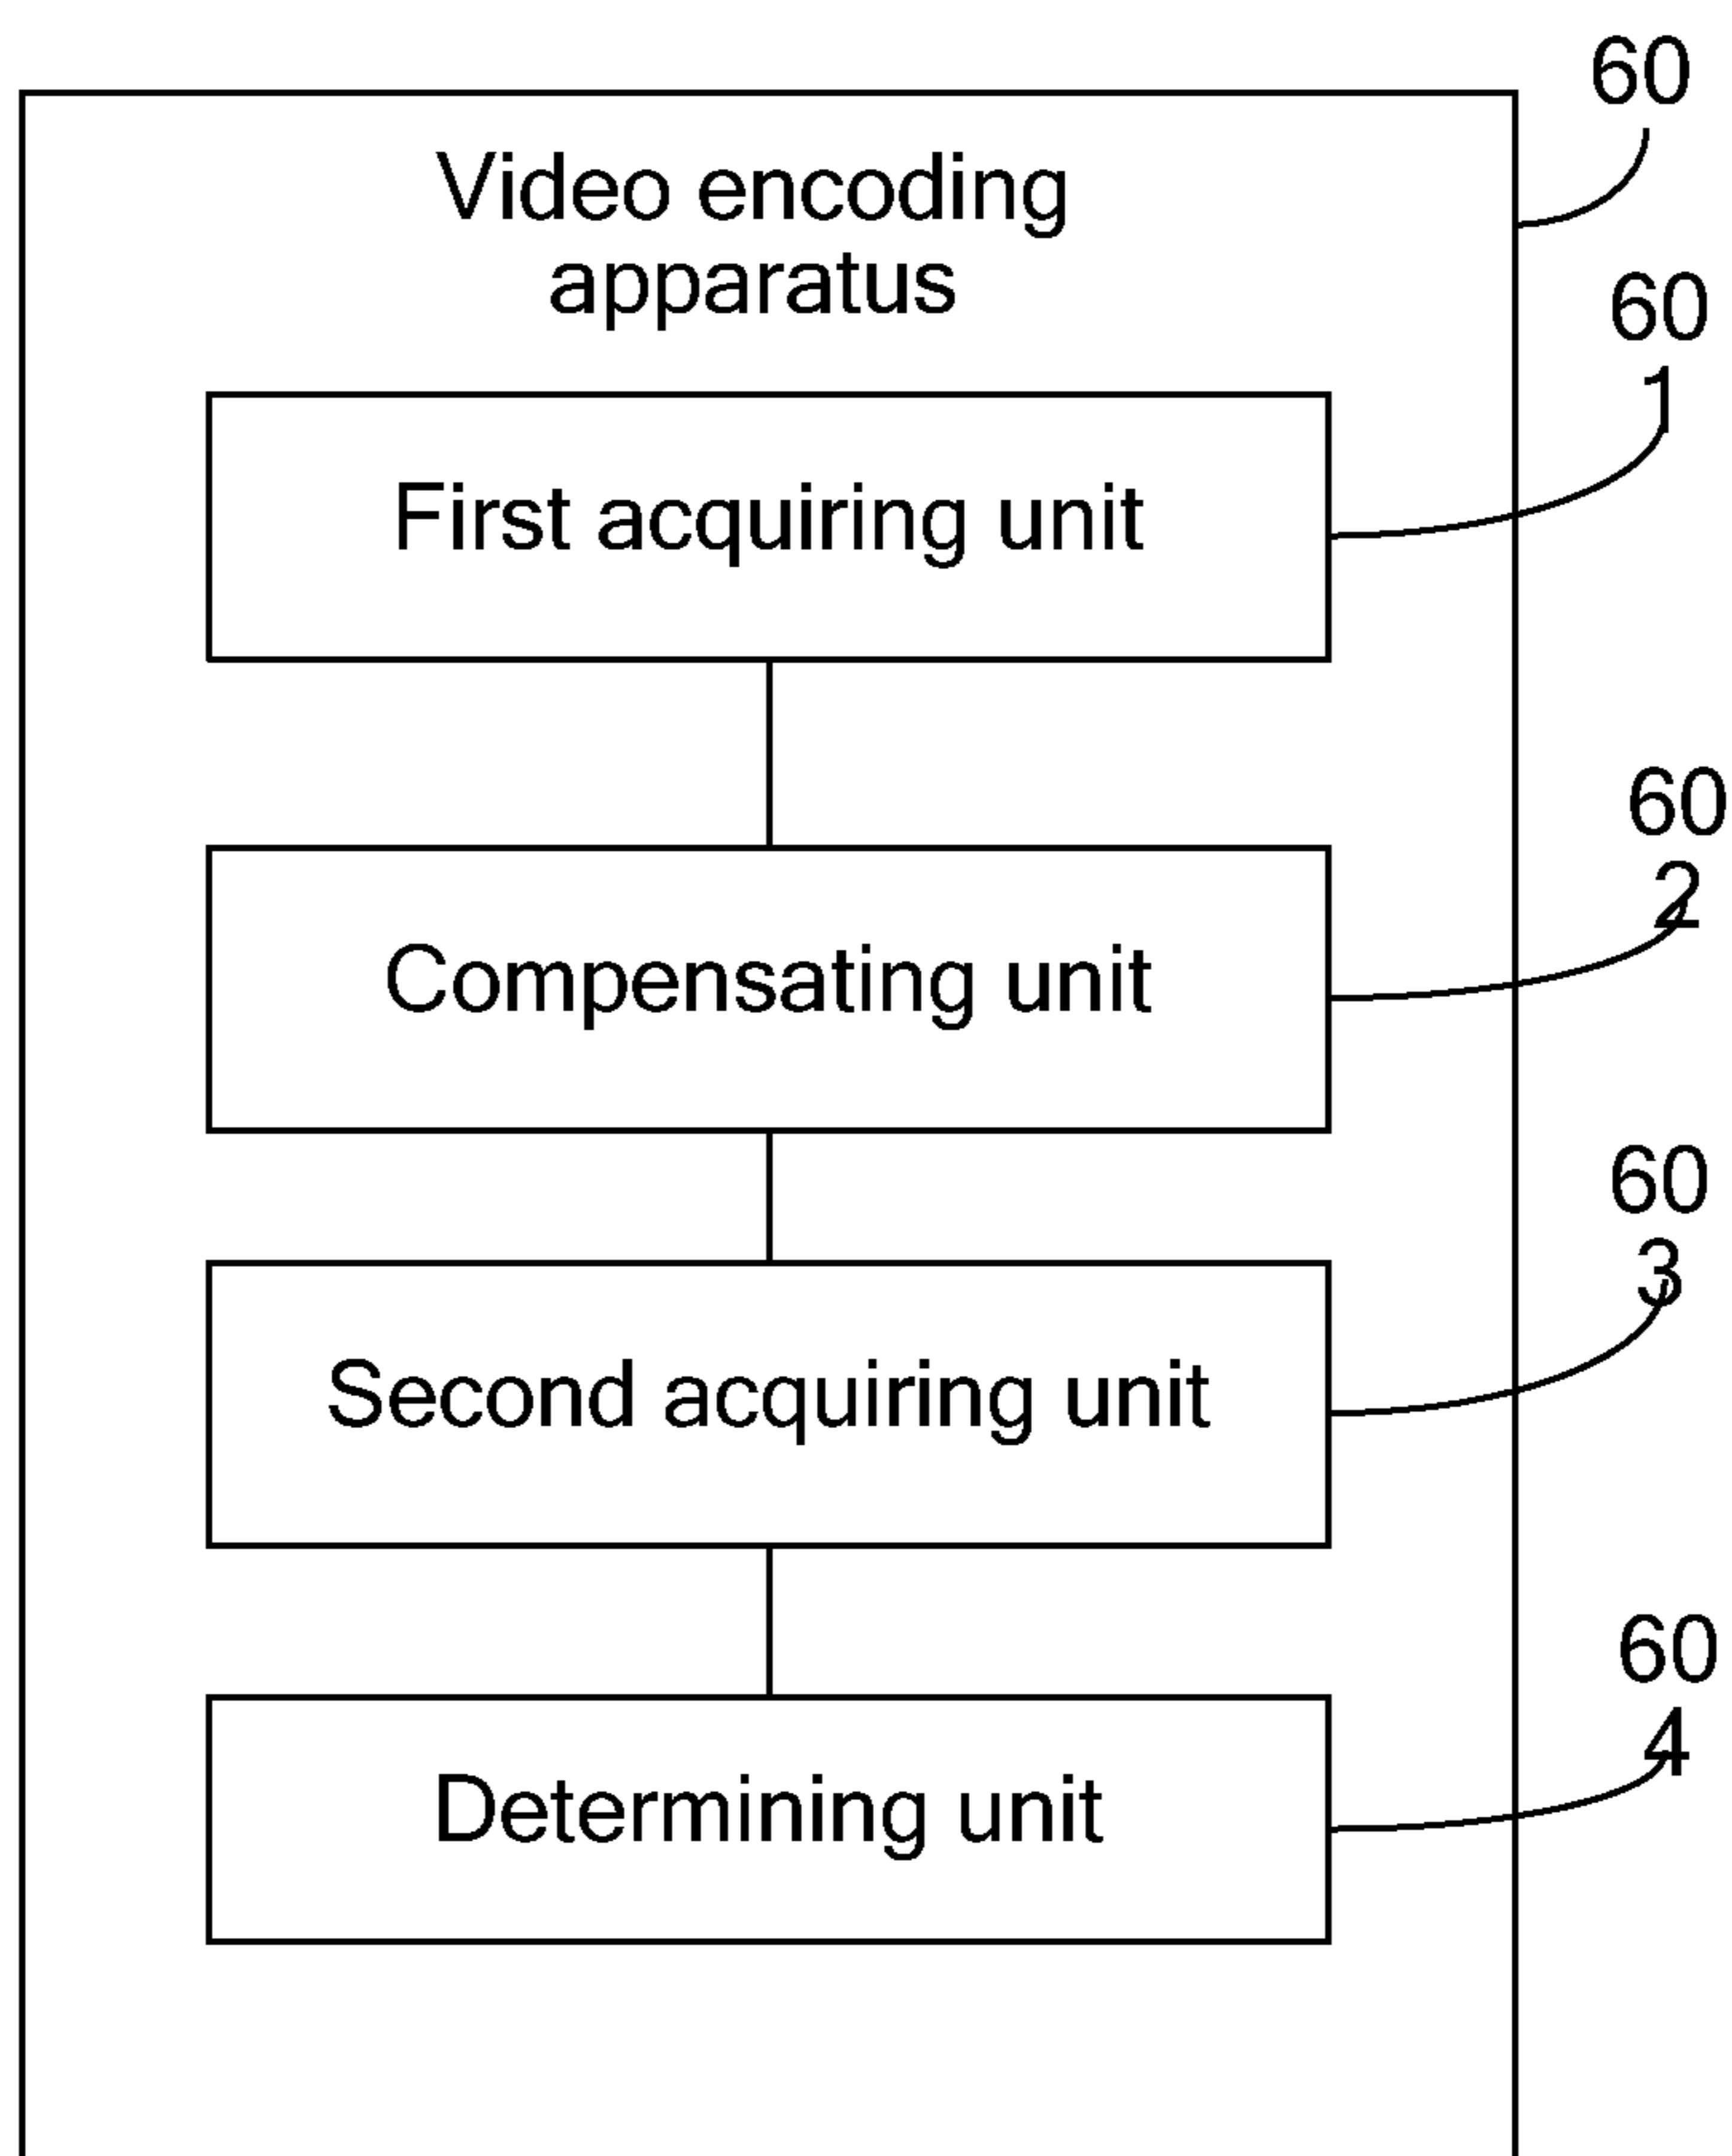 60
Video encoding
apparatus
60
1
First acquiring unit
60
2
Compensating unit
60
3
Second acquiring unit
60
4
Determining unit